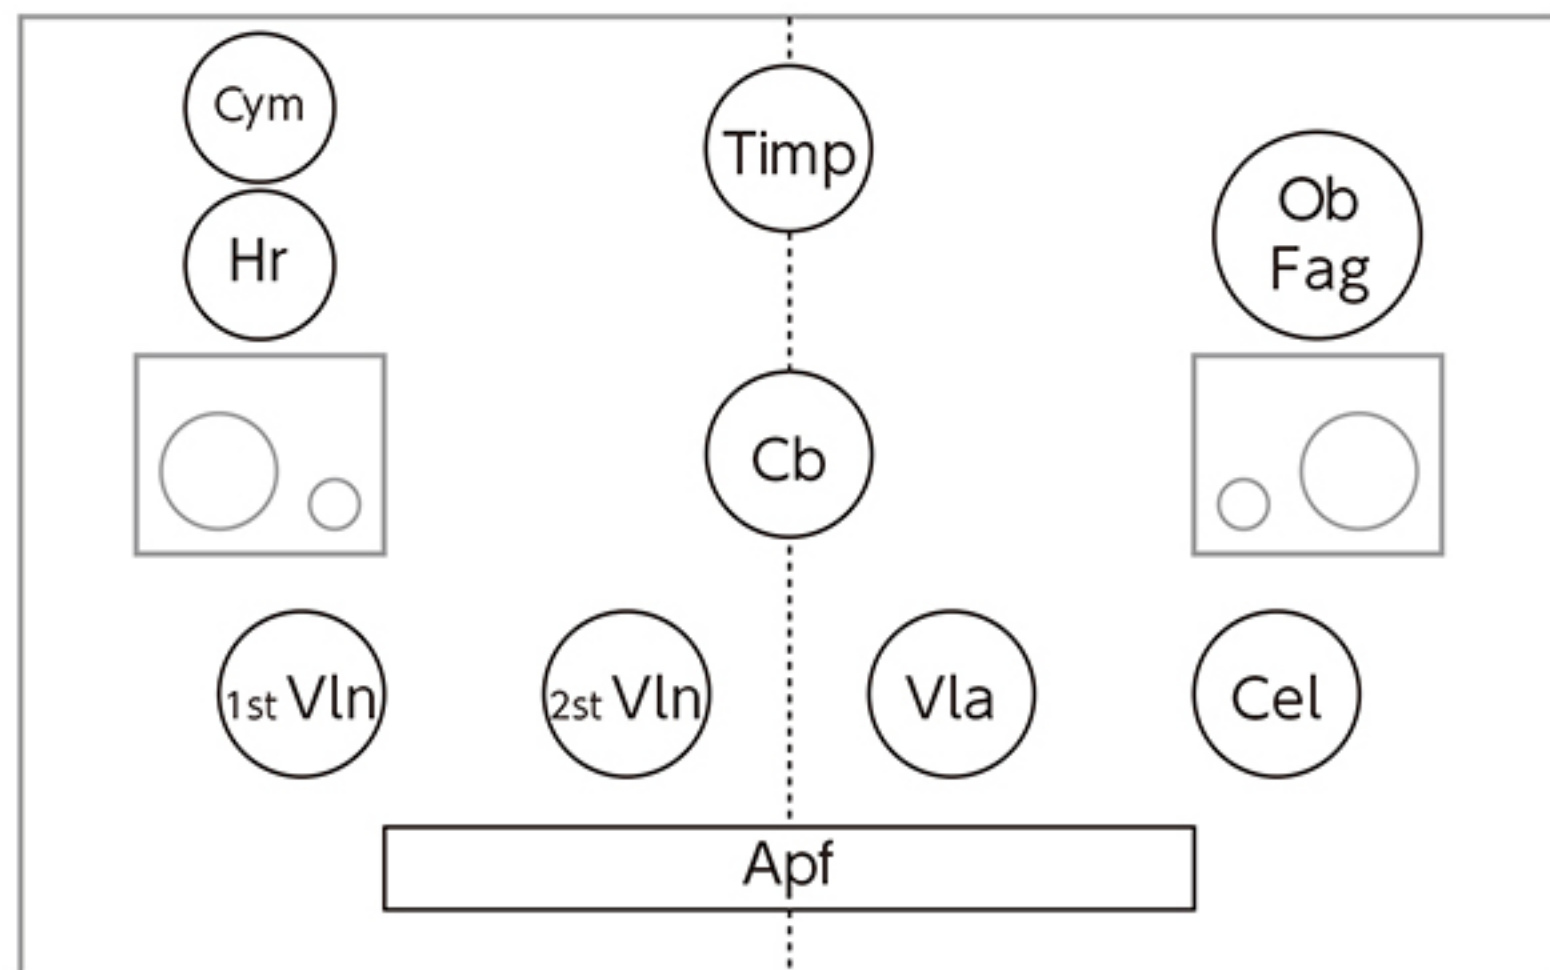 Cym
Timp
Ob
Fag
Hr
Cb
1st Vln
2st Vln
Vla
Cel
Apf